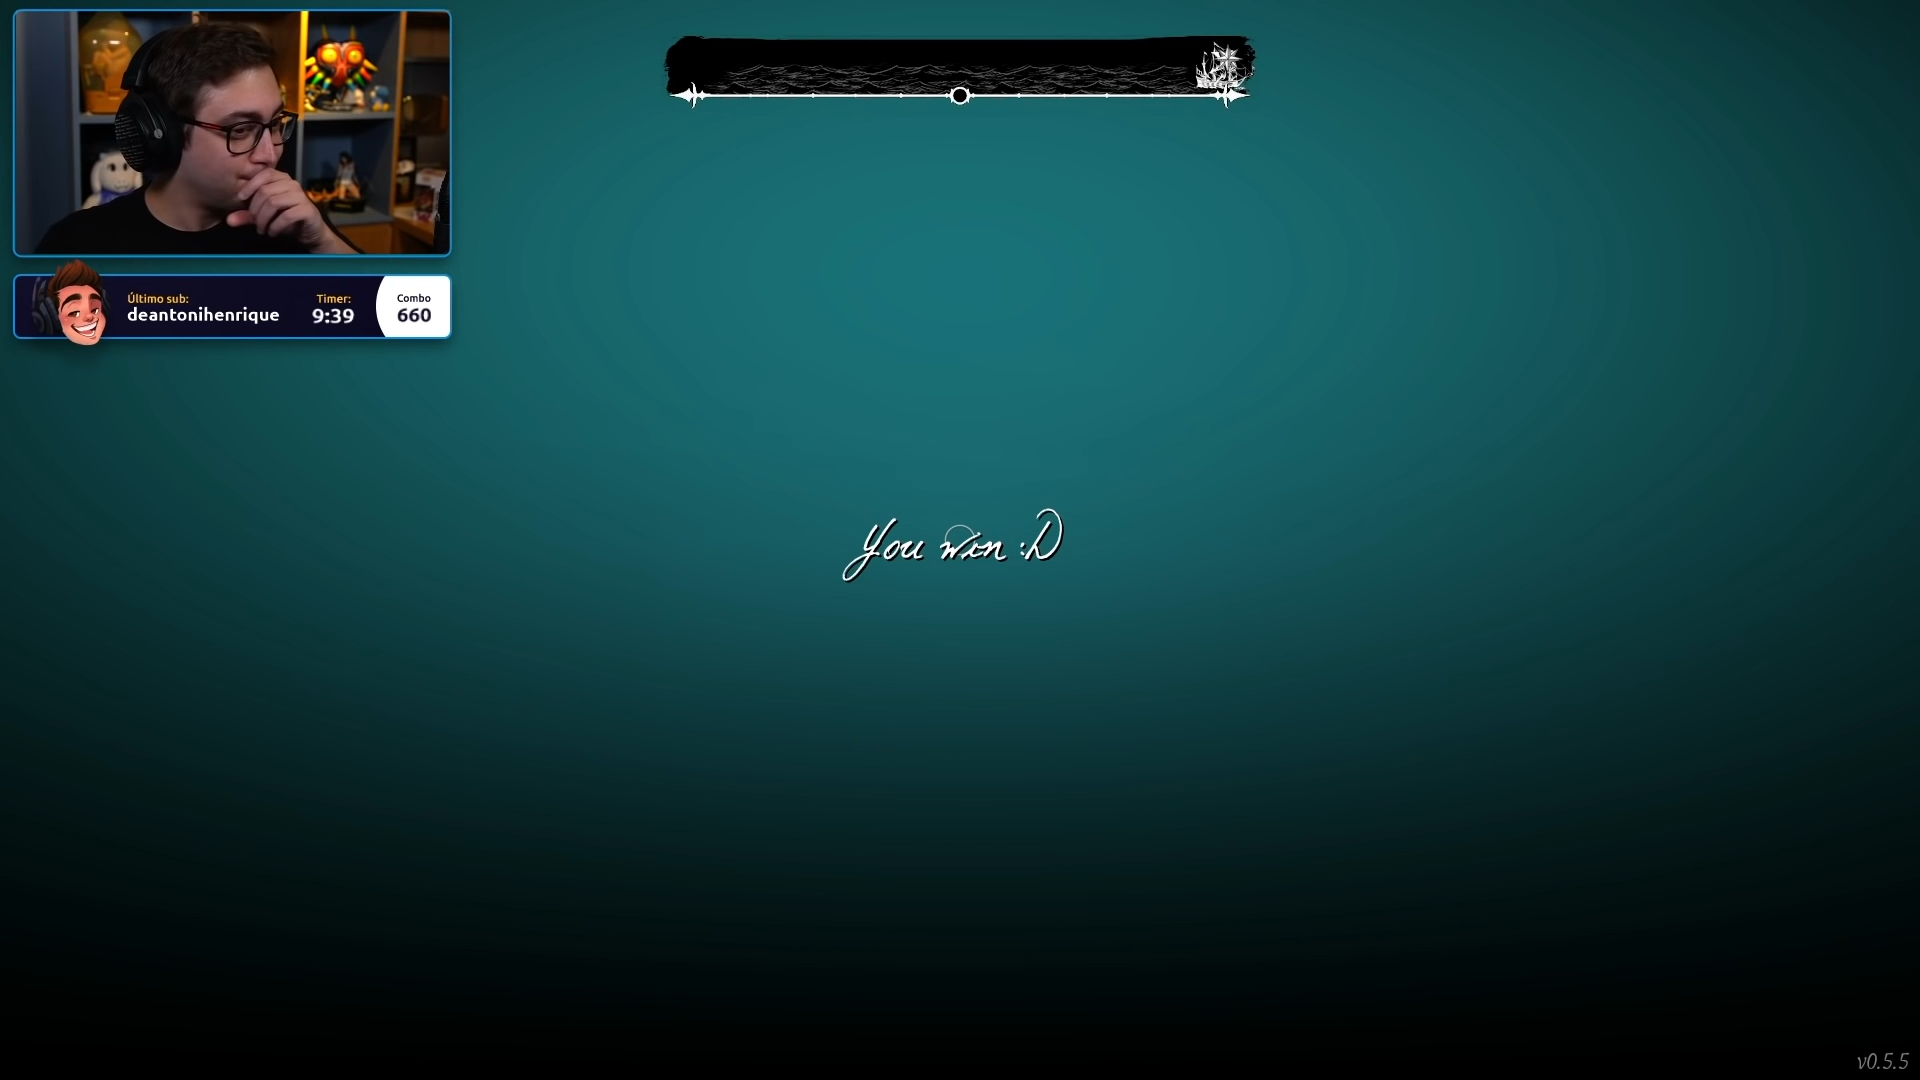 Último sub:
deantonihenrique
Timer:
9:39
Combo
660
You win :D
v0.5.5